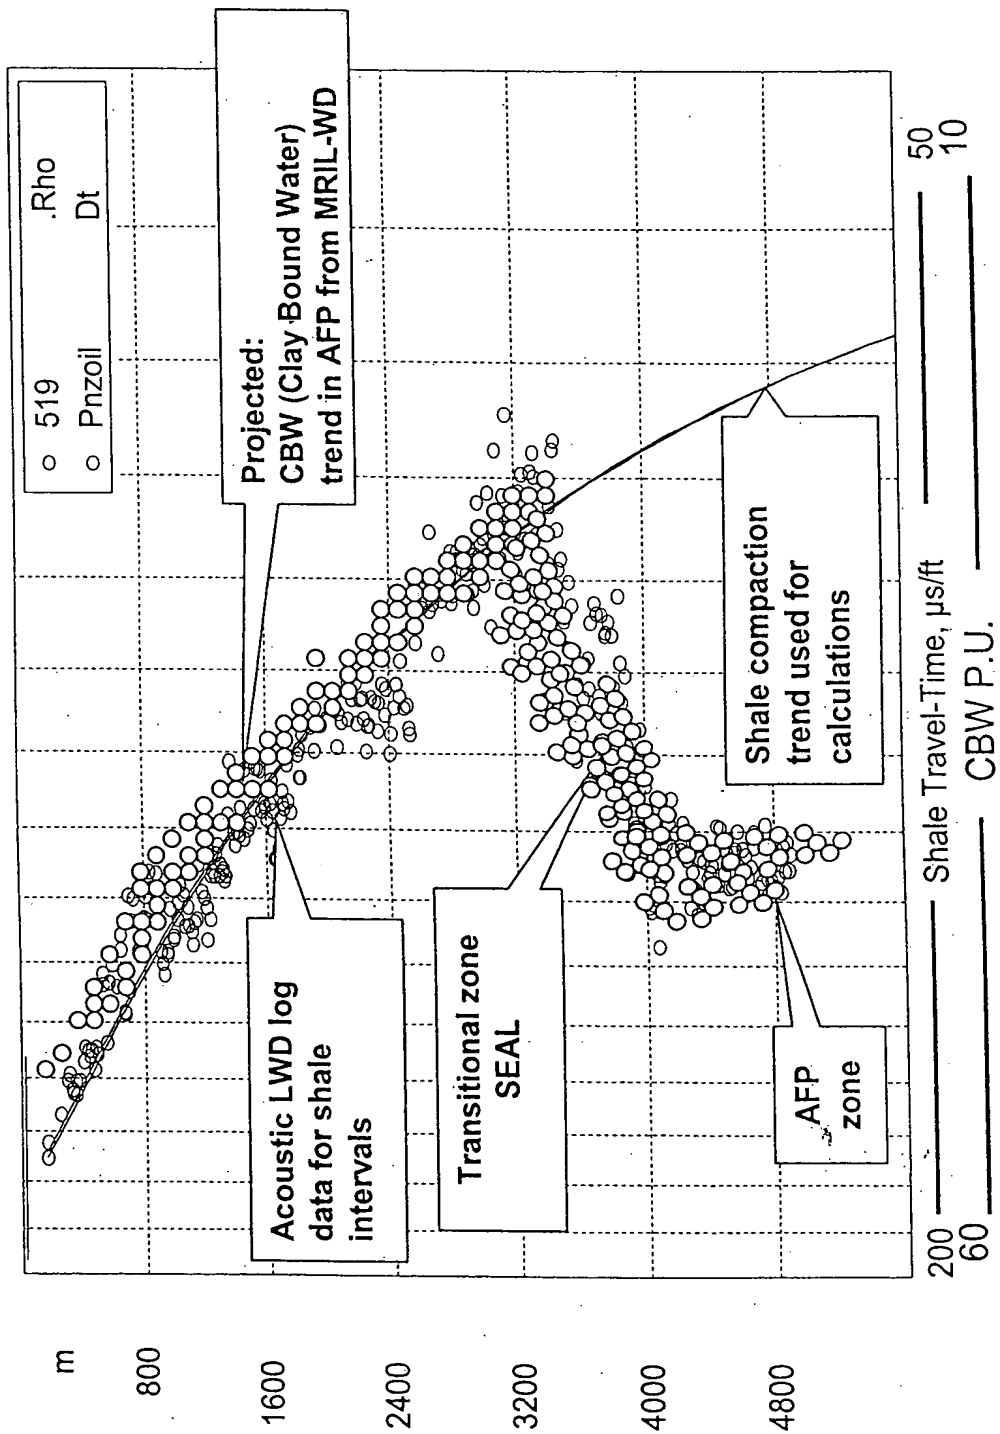 519 .Rho
Pnzoil Dt
Projected:
CBW (Clay Bound Water)
trend in AFP from MRIL-WD
Acoustic LWD log
data for shale
intervals
Transitional zone
SEAL
AFP
zone
Shale compaction
trend used for
calculations
m
800
1600
2400
3200
4000
4800
200 Shale Travel-Time, µs/ft 50
60 CBW P.U. 10